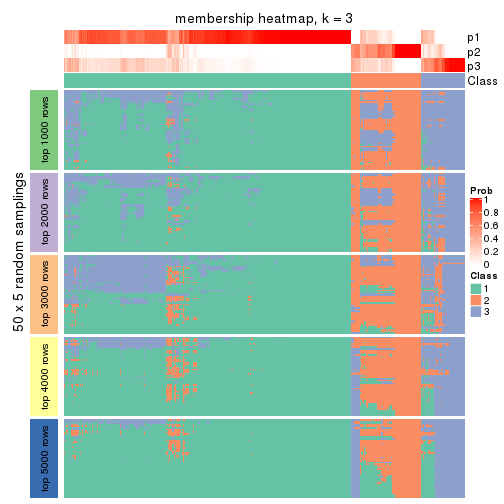 membership heatmap, k = 3
p1
p2
p3
Class
50 x 5 random samplings
top 1000 rows
top 2000 rows
top 3000 rows
top 4000 rows
top 5000 rows
Prob
1
0.8
0.6
0.4
0.2
0
Class
1
2
3